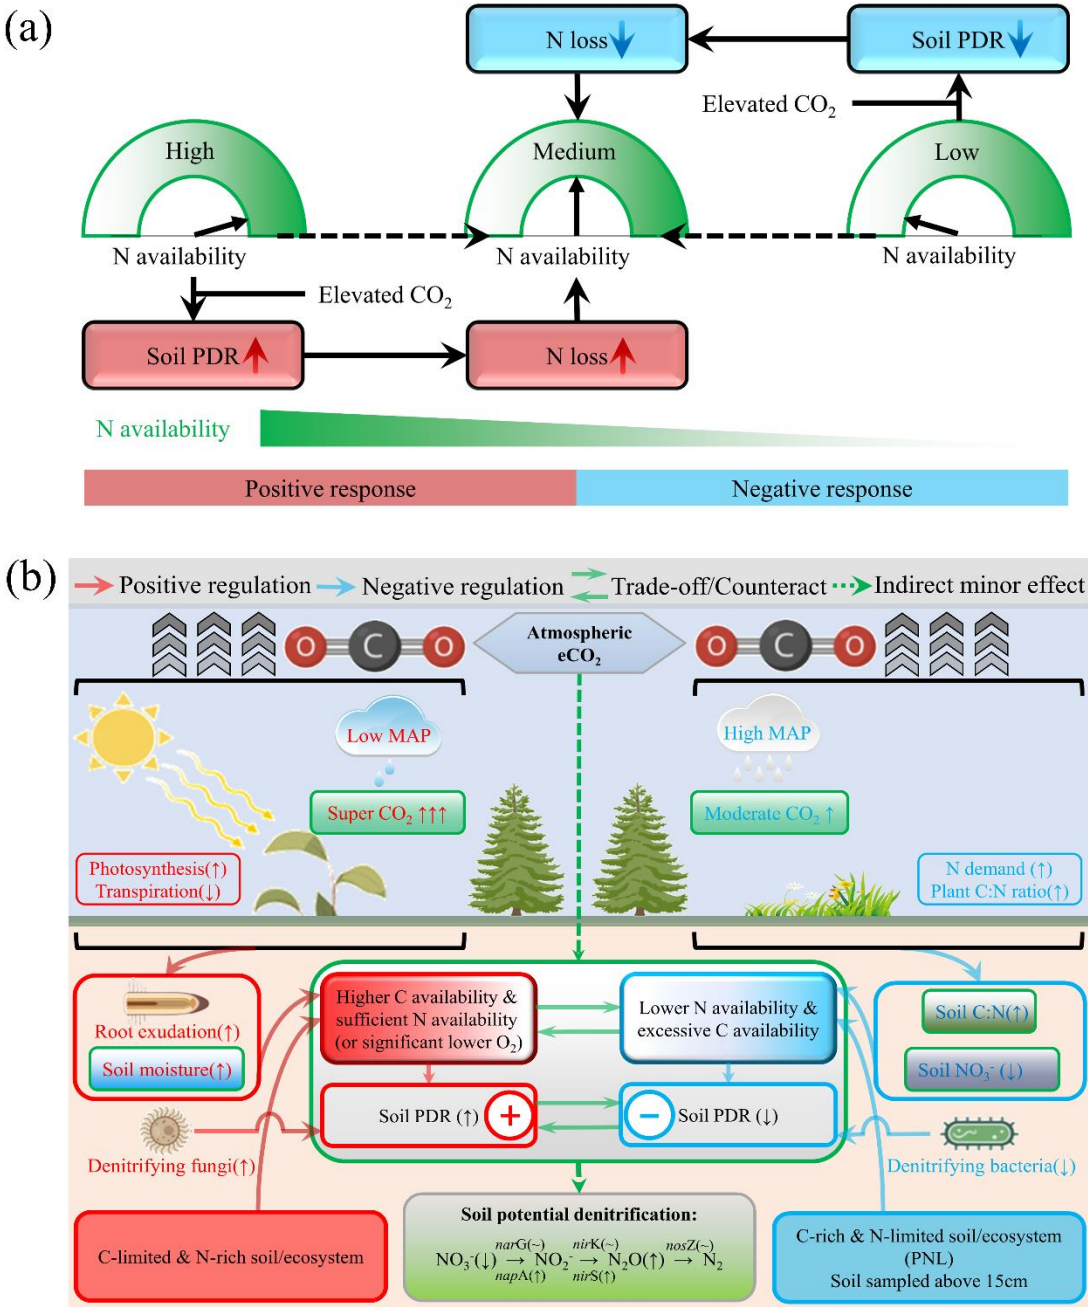 (a)
N loss
Soil PDR
Elevated CO₂
High
Medium
Low
N availability
N availability
N availability
Elevated CO₂
Soil PDR
N loss
N availability
Positive response
Negative response
(b)
Positive regulation
Negative regulation
Trade-off/Counteract
Indirect minor effect
O C O
Atmospheric
eCO₂
O C O
Low MAP
High MAP
Super CO₂ ↑↑↑
Moderate CO₂ ↑
Photosynthesis(↑)
Transpiration(↓)
N demand (↑)
Plant C:N ratio(↑)
Root exudation(↑)
Soil moisture(↑)
Higher C availability &
sufficient N availability
(or significant lower O₂)
Lower N availability &
excessive C availability
Soil C:N(↑)
Soil NO₃⁻ (↓)
Soil PDR (↑) +
− Soil PDR (↓)
Denitrifying fungi(↑)
Denitrifying bacteria(↓)
C-limited & N-rich soil/ecosystem
Soil potential denitrification:
narG(~) nirK(~) nosZ(~)
NO₃⁻(↓) → NO₂⁻ → N₂O(↑) → N₂
napA(↑) nirS(↑)
C-rich & N-limited soil/ecosystem
(PNL)
Soil sampled above 15cm